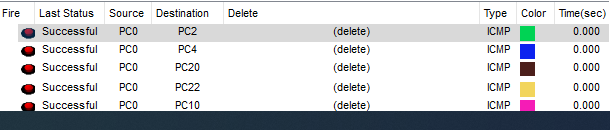 Fire Last Status Source Destination Delete Type Color Time(sec)
Successful PC0 PC2 (delete) ICMP 0.000
Successful PC0 PC4 (delete) ICMP 0.000
Successful PC0 PC20 (delete) ICMP 0.000
Successful PC0 PC22 (delete) ICMP 0.000
Successful PC0 PC10 (delete) ICMP 0.000